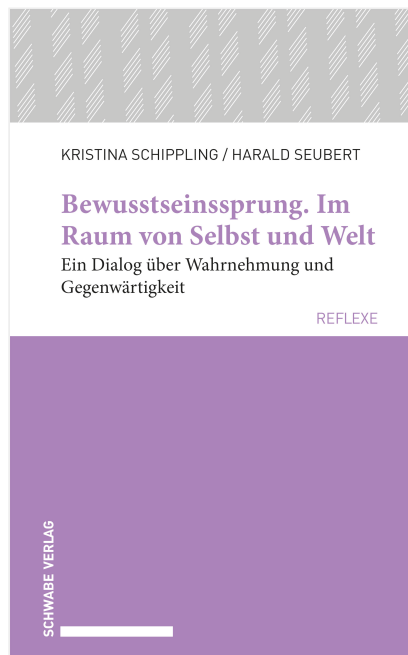 KRISTINA SCHIPPLING / HARALD SEUBERT
Bewusstseinssprung. Im
Raum von Selbst und Welt
Ein Dialog über Wahrnehmung und
Gegenwärtigkeit
REFLEXE
SCHWABE VERLAG